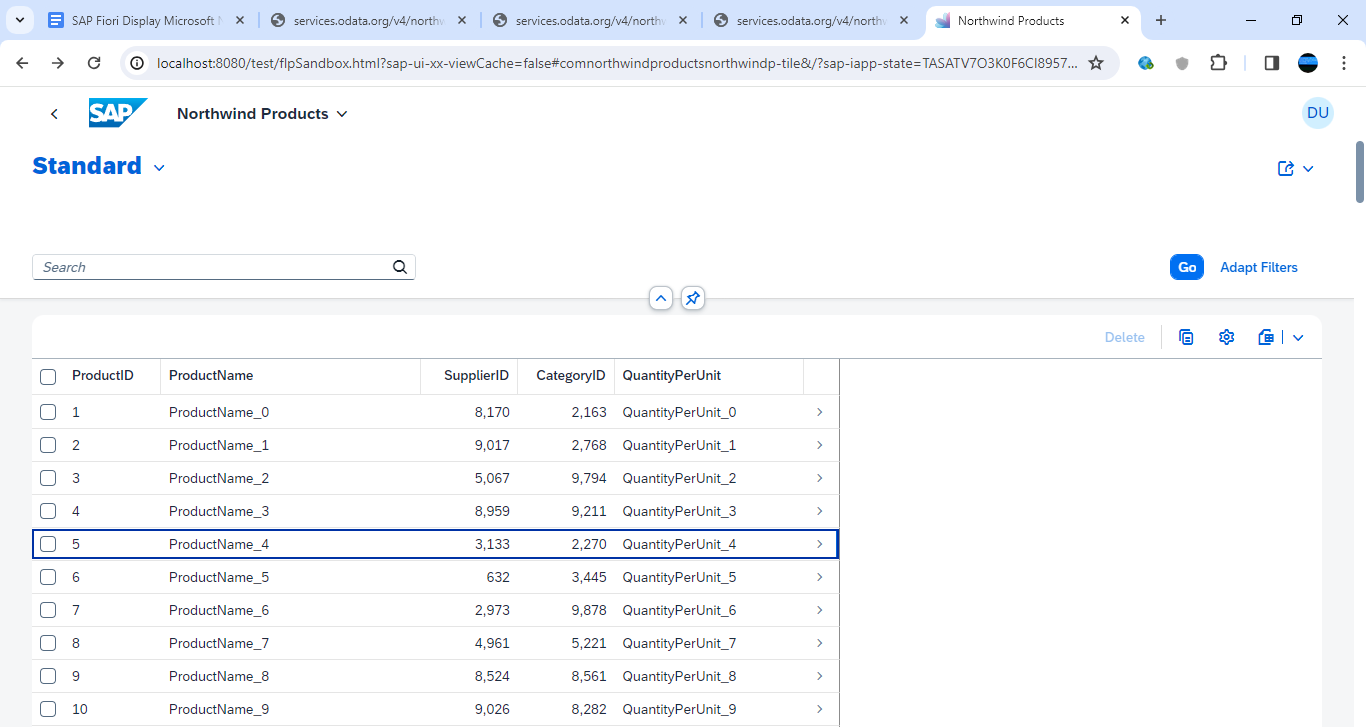 SAP Fiori Display Microsoft N
services.odata.org/v4/northw
services.odata.org/v4/northw
services.odata.org/v4/northw
Northwind Products
localhost:8080/test/flpSandbox.html?sap-ui-xx-viewCache=false#comnorthwindproductsnorthwindp-tile&/?sap-iapp-state=TASATV7O3K0F6CI8957...
SAP
Northwind Products
DU
Standard
Search
Go
Adapt Filters
Delete
ProductID ProductName SupplierID CategoryID QuantityPerUnit
1 ProductName_0 8,170 2,163 QuantityPerUnit_0
2 ProductName_1 9,017 2,768 QuantityPerUnit_1
3 ProductName_2 5,067 9,794 QuantityPerUnit_2
4 ProductName_3 8,959 9,211 QuantityPerUnit_3
5 ProductName_4 3,133 2,270 QuantityPerUnit_4
6 ProductName_5 632 3,445 QuantityPerUnit_5
7 ProductName_6 2,973 9,878 QuantityPerUnit_6
8 ProductName_7 4,961 5,221 QuantityPerUnit_7
9 ProductName_8 8,524 8,561 QuantityPerUnit_8
10 ProductName_9 9,026 8,282 QuantityPerUnit_9